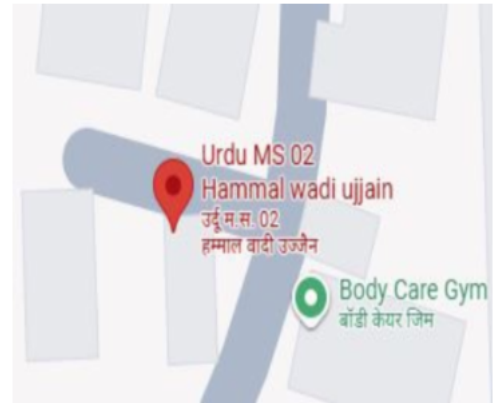 Urdu MS 02
Hammal wadi ujjain
उर्दू म.स. 02
हम्माल वादी उज्जैन
Body Care Gym
बॉडी केयर जिम